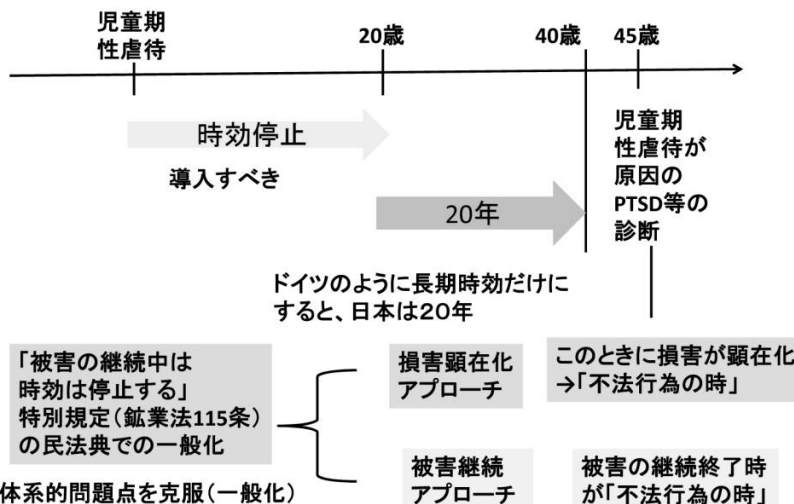 児童期
性虐待
20歳
40歳
45歳
時効停止
導入すべき
20年
児童期
性虐待が
原因の
PTSD等の
診断
ドイツのように長期時効だけに
すると、日本は20年
「被害の継続中は
時効は停止する」
特別規定(鉱業法115条)
の民法典での一般化
損害顕在化
アプローチ
このときに損害が顕在化
→「不法行為の時」
被害継続
アプローチ
被害の継続終了時
が「不法行為の時」
体系的問題点を克服(一般化)